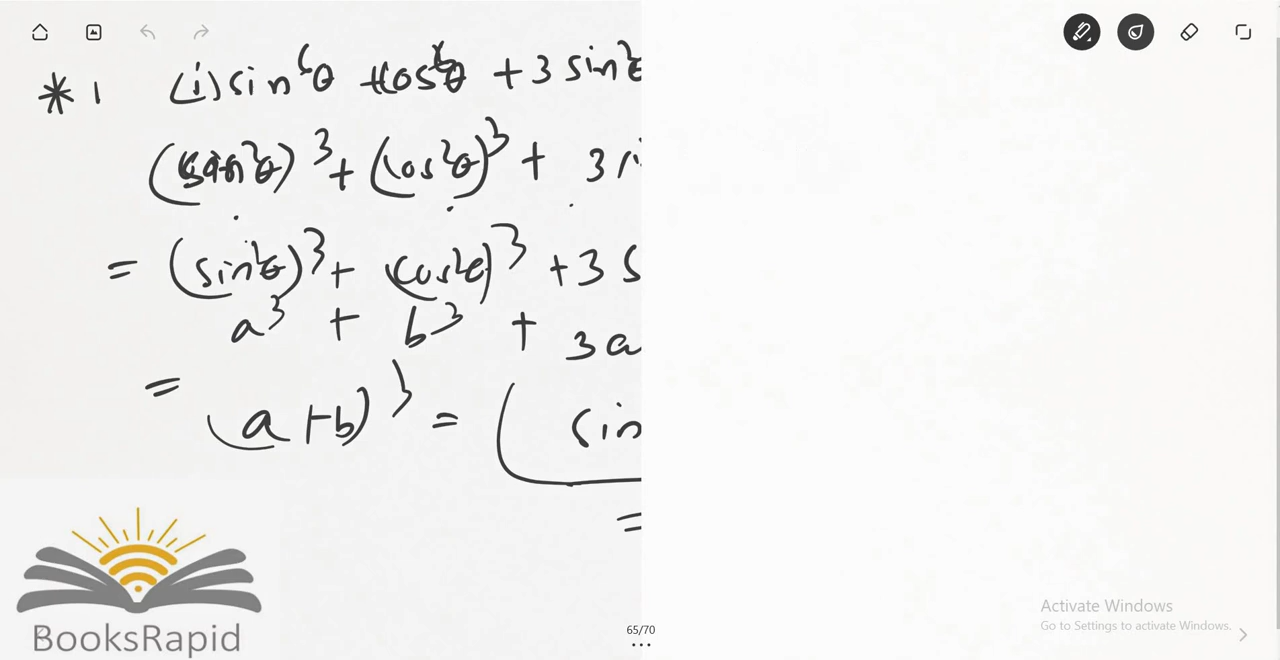 * 1 (i) sin⁶θ + cos⁶θ + 3 sin²θ
(sin²θ)³ + (cos²θ)³ + 3
= (sin²θ)³ + (cos²θ)³ + 3 s
a³ + b³ + 3a
=
(a+b)³ = ( sin
=
BooksRapid
65/70
Activate Windows
Go to Settings to activate Windows.